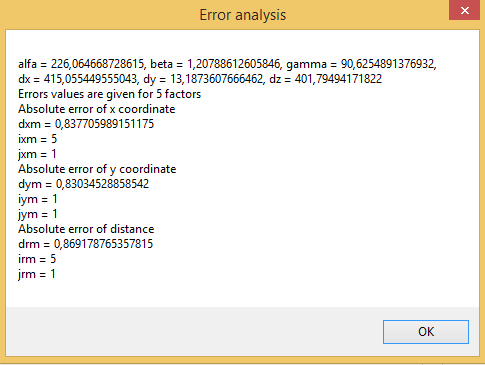 Error analysis
alfa = 226,064668728615, beta = 1,20788612605846, gamma = 90,6254891376932,
dx = 415,055449555043, dy = 13,1873607666462, dz = 401,79494171822
Errors values are given for 5 factors
Absolute error of x coordinate
dxm = 0,837705989151175
ixm = 5
jxm = 1
Absolute error of y coordinate
dym = 0,83034528858542
iym = 1
jym = 1
Absolute error of distance
drm = 0,869178765357815
irm = 5
jrm = 1
OK